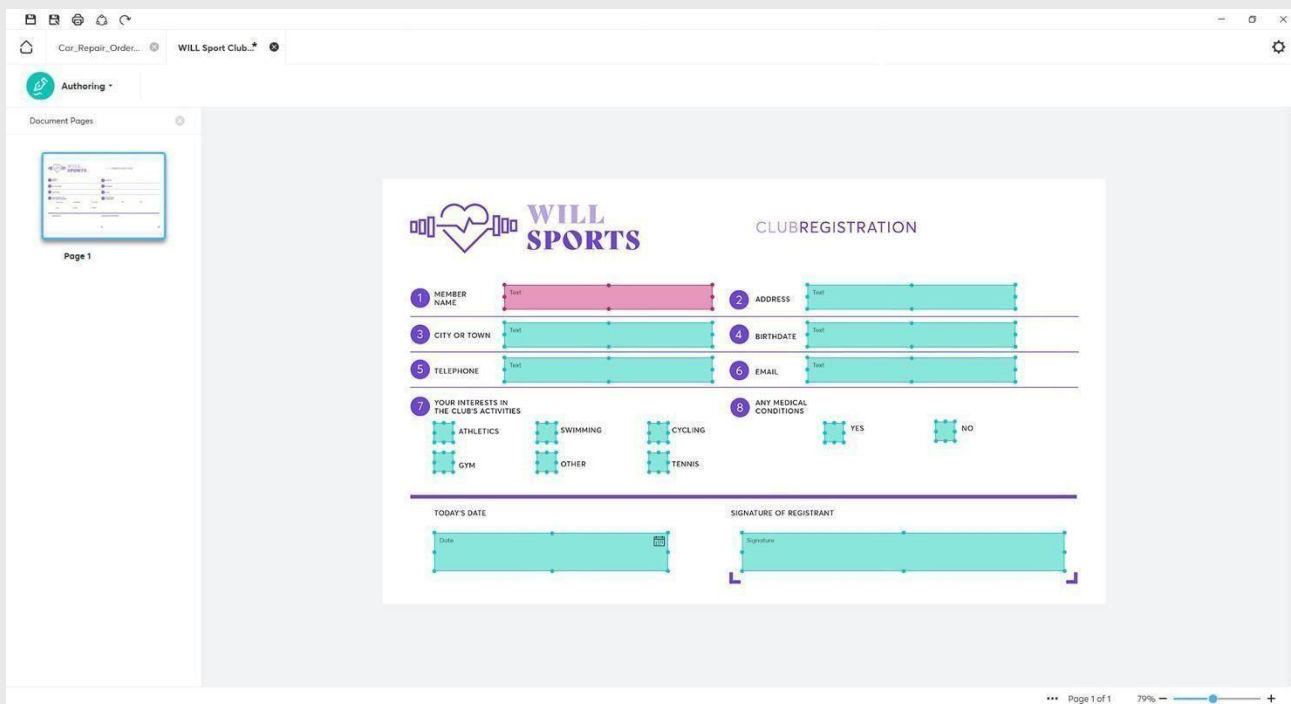 Car_Repair_Order...
WILL Sport Club...*
Authoring
Document Pages
Page 1
WILL
SPORTS
CLUBREGISTRATION
1 MEMBER NAME Text
2 ADDRESS Text
3 CITY OR TOWN Text
4 BIRTHDATE Text
5 TELEPHONE Text
6 EMAIL Text
7 YOUR INTERESTS IN
THE CLUB'S ACTIVITIES
8 ANY MEDICAL
CONDITIONS
ATHLETICS SWIMMING CYCLING YES NO
GYM OTHER TENNIS
TODAY'S DATE
SIGNATURE OF REGISTRANT
Date
Signature
Page 1 of 1 79%